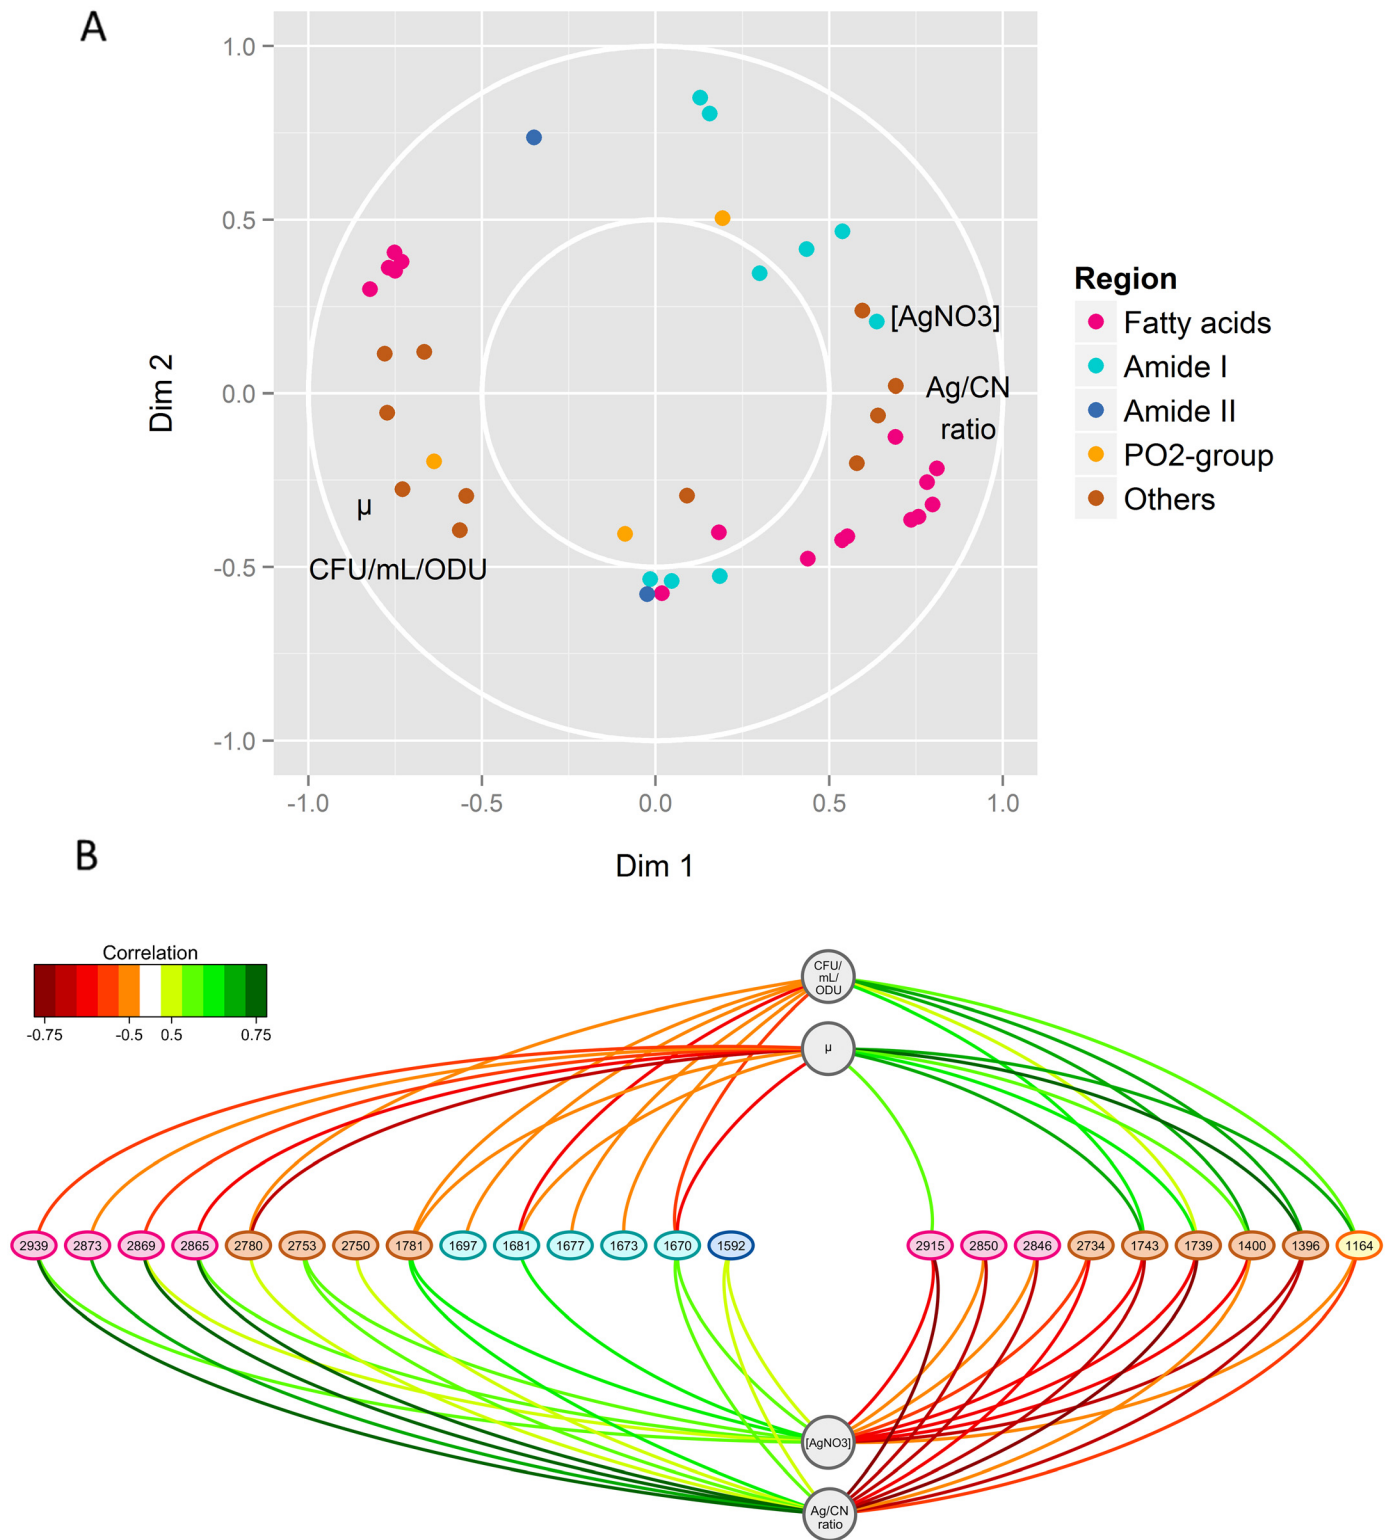 A
1.0
0.5
0.0
-0.5
-1.0
Dim 2
[AgNO3]
Ag/CN
ratio
μ
CFU/mL/ODU
-1.0
-0.5
0.0
0.5
1.0
Dim 1
Region
Fatty acids
Amide I
Amide II
PO2-group
Others
B
Correlation
-0.75
-0.5
0.5
0.75
CFU/
mL/
ODU
μ
2939
2873
2869
2865
2780
2753
2750
1781
1697
1681
1677
1673
1670
1592
2915
2850
2846
2734
1743
1739
1400
1396
1164
[AgNO3]
Ag/CN
ratio